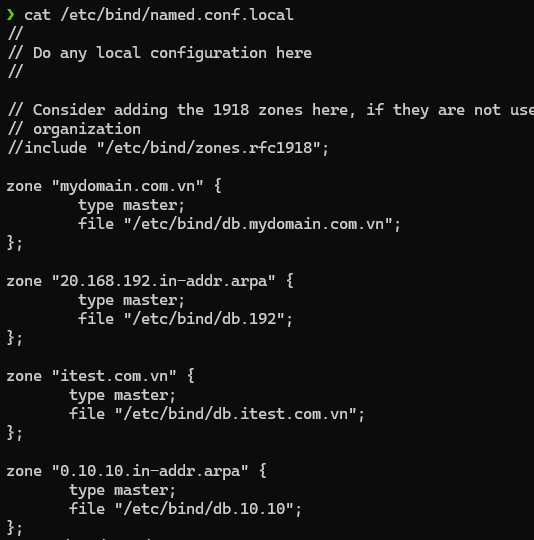 ❯ cat /etc/bind/named.conf.local
//
// Do any local configuration here
//
// Consider adding the 1918 zones here, if they are not use
// organization
//include "/etc/bind/zones.rfc1918";
zone "mydomain.com.vn" {
type master;
file "/etc/bind/db.mydomain.com.vn";
};
zone "20.168.192.in-addr.arpa" {
type master;
file "/etc/bind/db.192";
};
zone "itest.com.vn" {
type master;
file "/etc/bind/db.itest.com.vn";
};
zone "0.10.10.in-addr.arpa" {
type master;
file "/etc/bind/db.10.10";
};